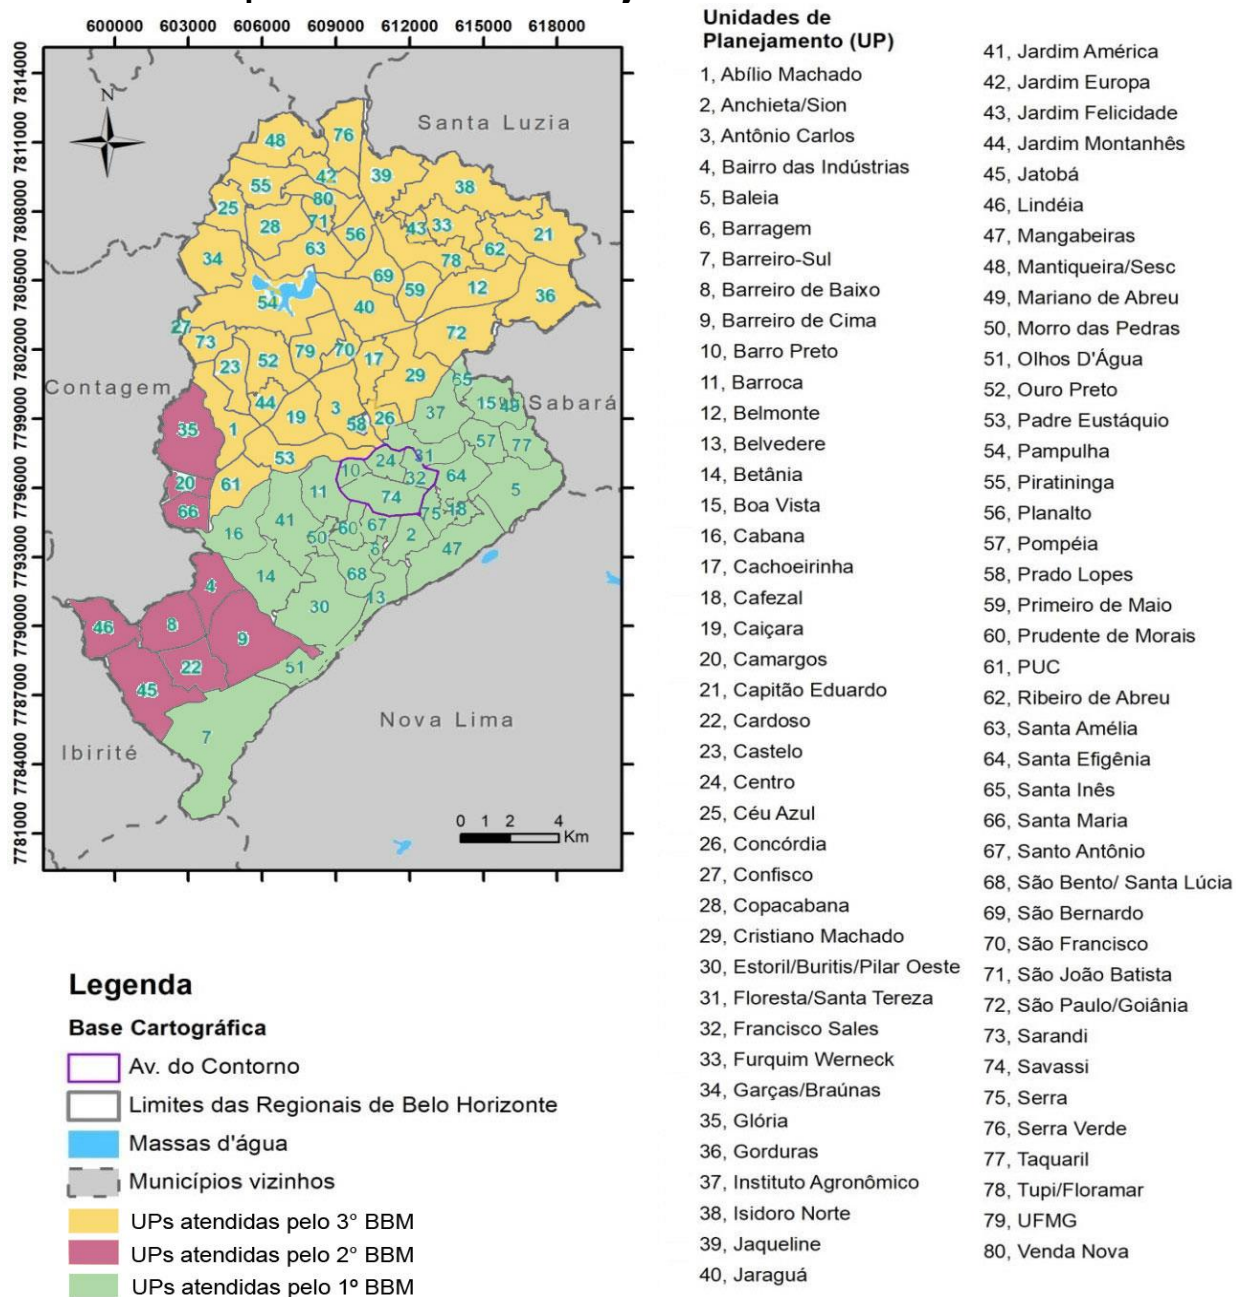 600000 603000 606000 609000 612000 615000 618000
7814000
7811000
7808000
7805000
7802000
7799000
7796000
7793000
7790000
7787000
7784000
7781000
N
Santa Luzia
Contagem
Sabará
Nova Lima
Ibirité
48
76
42
39
38
55
80
25
28
71
43
33
21
56
34
63
62
78
69
59
12
36
54
40
27
73
72
79
70
52
17
23
29
65
44
19
3
58
26
37
15
49
35
1
53
24
31
57
77
10
32
64
20
61
11
74
5
66
75
18
41
60
67
16
50
2
6
47
14
68
4
30
13
46
8
9
22
51
45
7
0 1 2 4
Km
Unidades de
Planejamento (UP)
1, Abílio Machado
2, Anchieta/Sion
3, Antônio Carlos
4, Bairro das Indústrias
5, Baleia
6, Barragem
7, Barreiro-Sul
8, Barreiro de Baixo
9, Barreiro de Cima
10, Barro Preto
11, Barroca
12, Belmonte
13, Belvedere
14, Betânia
15, Boa Vista
16, Cabana
17, Cachoeirinha
18, Cafezal
19, Caiçara
20, Camargos
21, Capitão Eduardo
22, Cardoso
23, Castelo
24, Centro
25, Céu Azul
26, Concórdia
27, Confisco
28, Copacabana
29, Cristiano Machado
30, Estoril/Buritis/Pilar Oeste
31, Floresta/Santa Tereza
32, Francisco Sales
33, Furquim Werneck
34, Garças/Braúnas
35, Glória
36, Gorduras
37, Instituto Agronômico
38, Isidoro Norte
39, Jaqueline
40, Jaraguá
41, Jardim América
42, Jardim Europa
43, Jardim Felicidade
44, Jardim Montanhês
45, Jatobá
46, Lindéia
47, Mangabeiras
48, Mantiqueira/Sesc
49, Mariano de Abreu
50, Morro das Pedras
51, Olhos D'Água
52, Ouro Preto
53, Padre Eustáquio
54, Pampulha
55, Piratininga
56, Planalto
57, Pompéia
58, Prado Lopes
59, Primeiro de Maio
60, Prudente de Morais
61, PUC
62, Ribeiro de Abreu
63, Santa Amélia
64, Santa Efigênia
65, Santa Inês
66, Santa Maria
67, Santo Antônio
68, São Bento/ Santa Lúcia
69, São Bernardo
70, São Francisco
71, São João Batista
72, São Paulo/Goiânia
73, Sarandi
74, Savassi
75, Serra
76, Serra Verde
77, Taquaril
78, Tupi/Floramar
79, UFMG
80, Venda Nova
Legenda
Base Cartográfica
Av. do Contorno
Limites das Regionais de Belo Horizonte
Massas d'água
Municípios vizinhos
UPs atendidas pelo 3° BBM
UPs atendidas pelo 2° BBM
UPs atendidas pelo 1º BBM